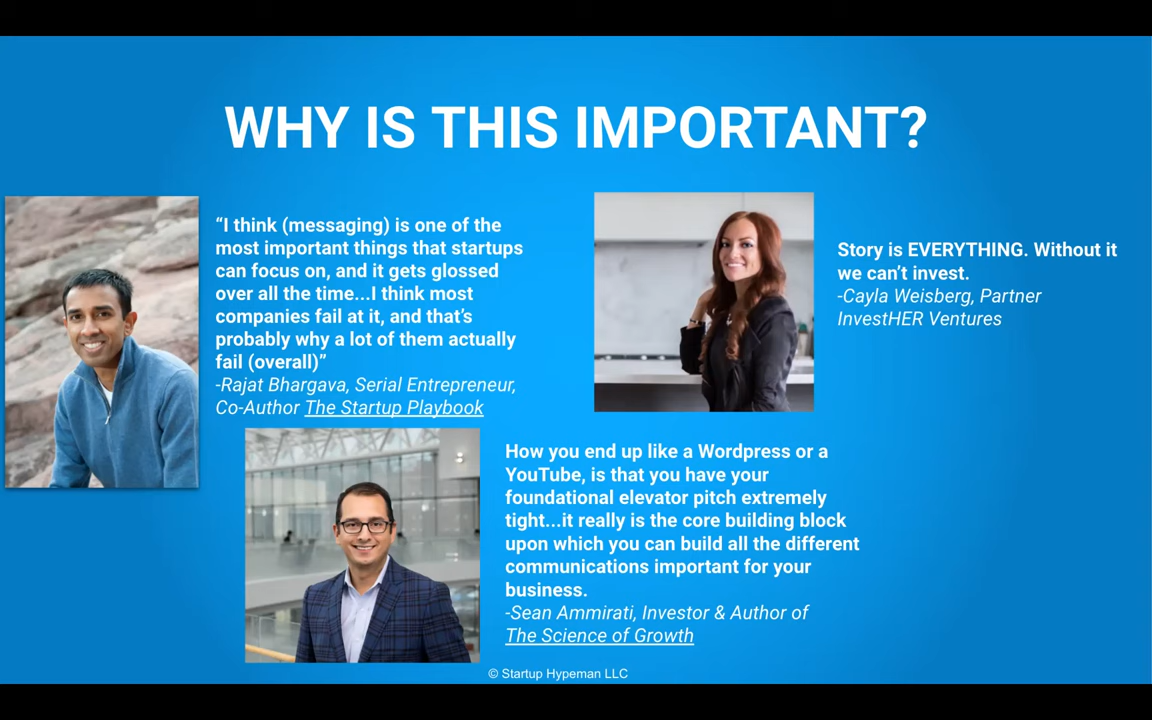 WHY IS THIS IMPORTANT?
“I think (messaging) is one of the
most important things that startups
can focus on, and it gets glossed
over all the time...I think most
companies fail at it, and that’s
probably why a lot of them actually
fail (overall)”
-Rajat Bhargava, Serial Entrepreneur,
Co-Author The Startup Playbook
Story is EVERYTHING. Without it
we can’t invest.
-Cayla Weisberg, Partner
InvestHER Ventures
How you end up like a Wordpress or a
YouTube, is that you have your
foundational elevator pitch extremely
tight...it really is the core building block
upon which you can build all the different
communications important for your
business.
-Sean Ammirati, Investor & Author of
The Science of Growth
© Startup Hypeman LLC